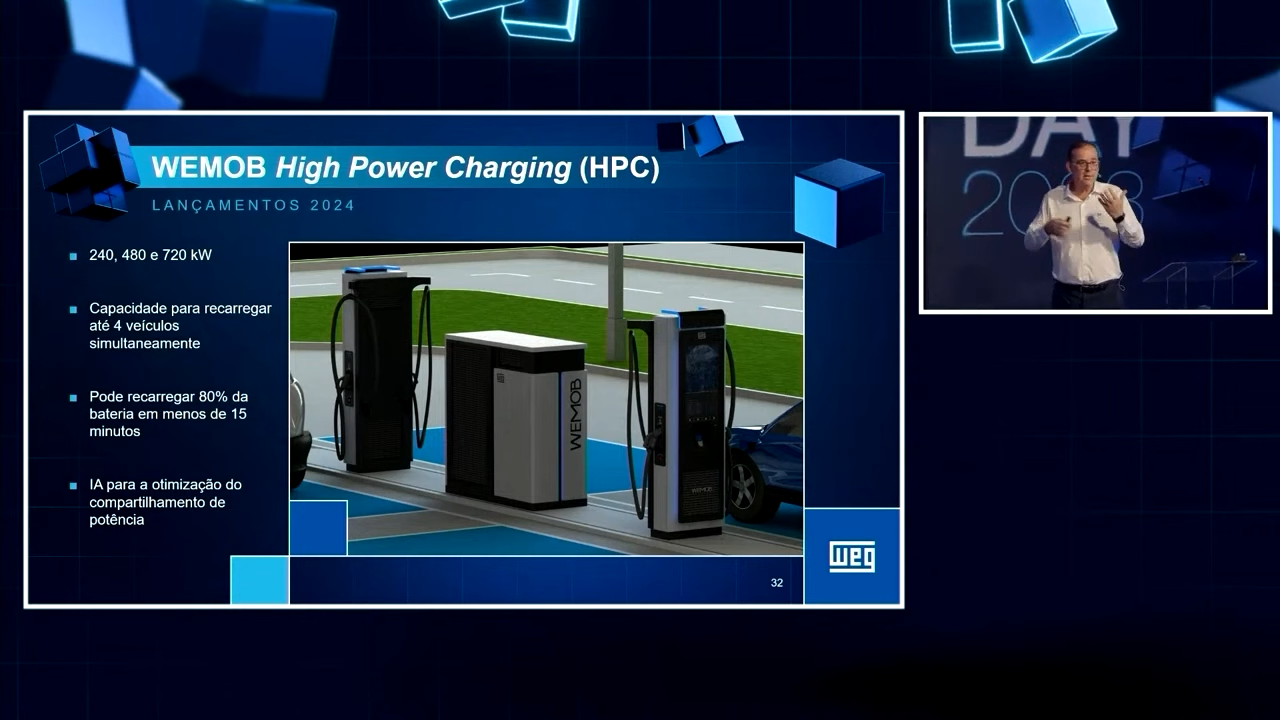 WEMOB High Power Charging (HPC)
LANÇAMENTOS 2024
240, 480 e 720 kW
Capacidade para recarregar
até 4 veículos
simultaneamente
Pode recarregar 80% da
bateria em menos de 15
minutos
IA para a otimização do
compartilhamento de
potência
WEMOB
WEMOB
32
weg
DAY